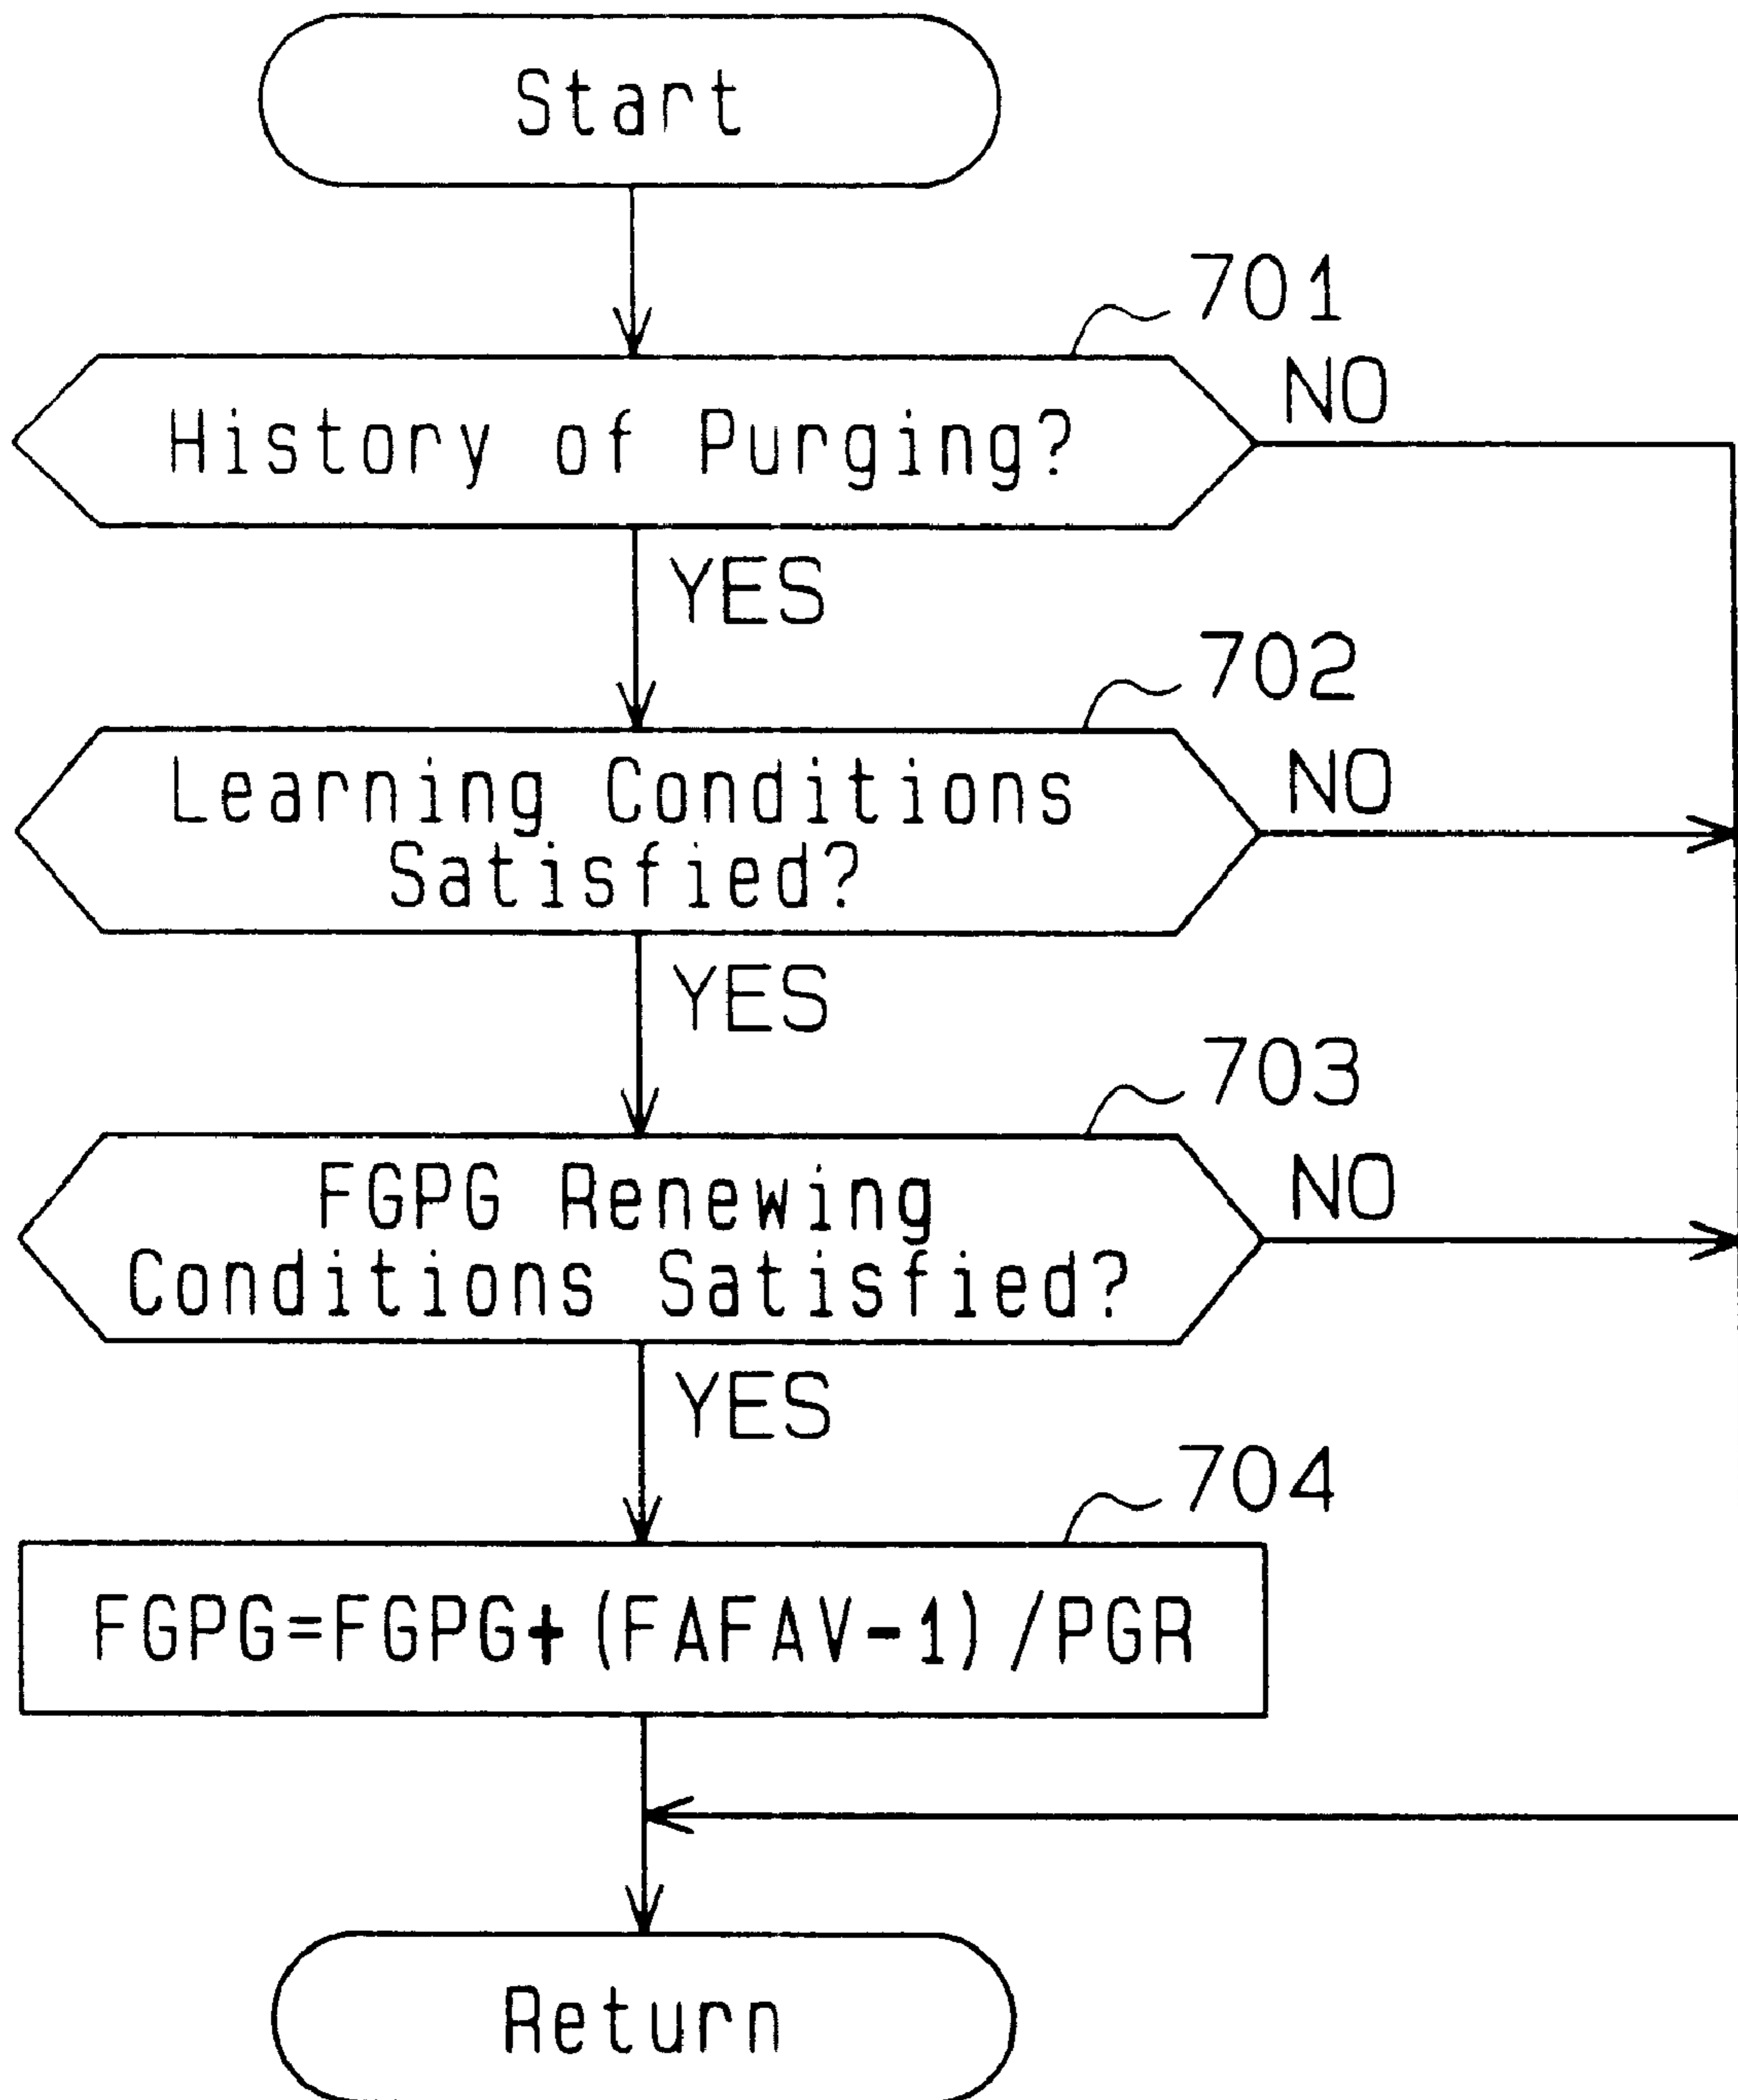 Start
701
History of Purging?
NO
YES
702
Learning Conditions
Satisfied?
NO
YES
703
FGPG Renewing
Conditions Satisfied?
NO
YES
704
FGPG=FGPG+(FAFAV-1)/PGR
Return